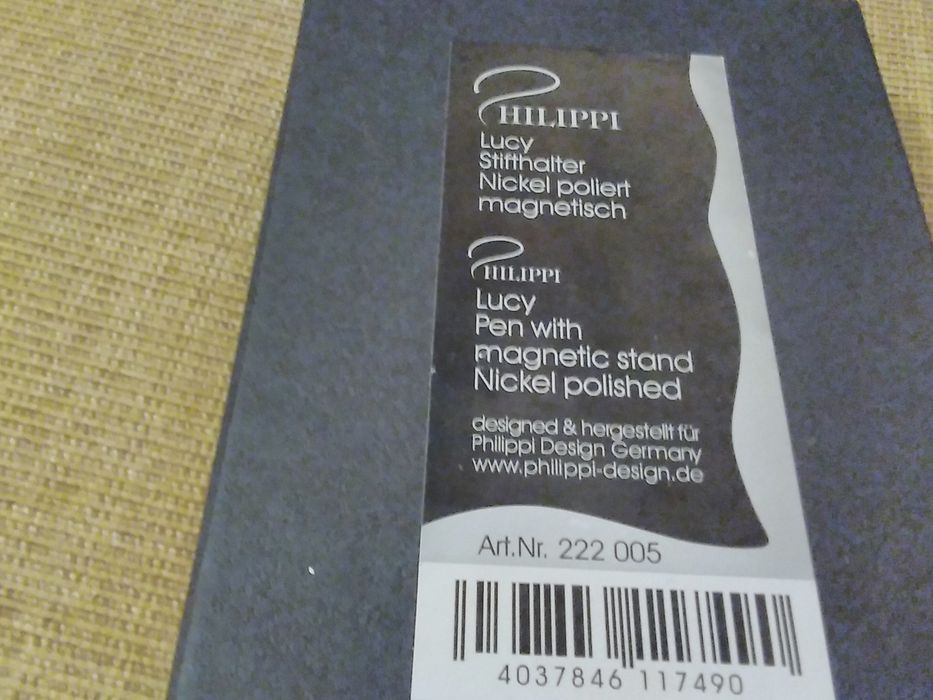 PHILIPPI
Lucy
Stifthalter
Nickel poliert
magnetisch
PHILIPPI
Lucy
Pen with
magnetic stand
Nickel polished
designed & hergestellt für
Philippi Design Germany
www.philippi-design.de
Art.Nr. 222 005
4037846 117490